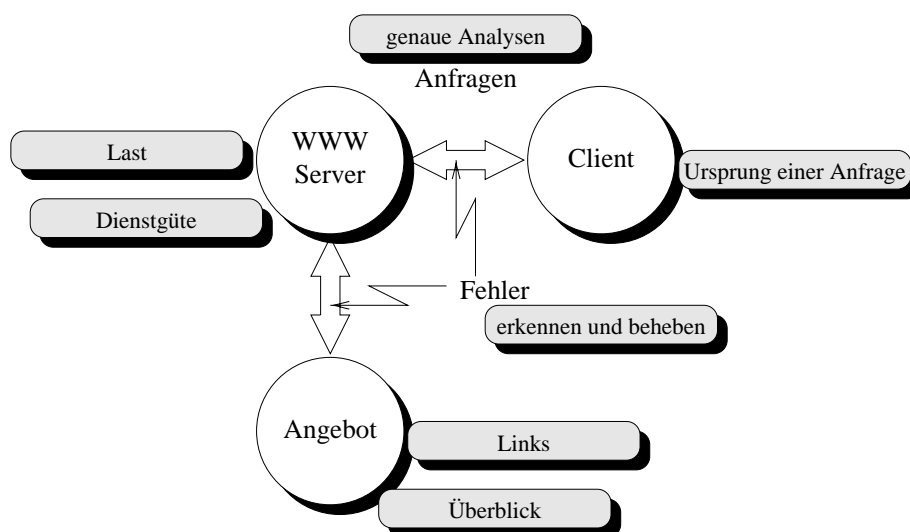 genaue Analysen
Anfragen
WWW
Server
Client
Last
Ursprung einer Anfrage
Dienstgüte
Fehler
erkennen und beheben
Angebot
Links
Überblick